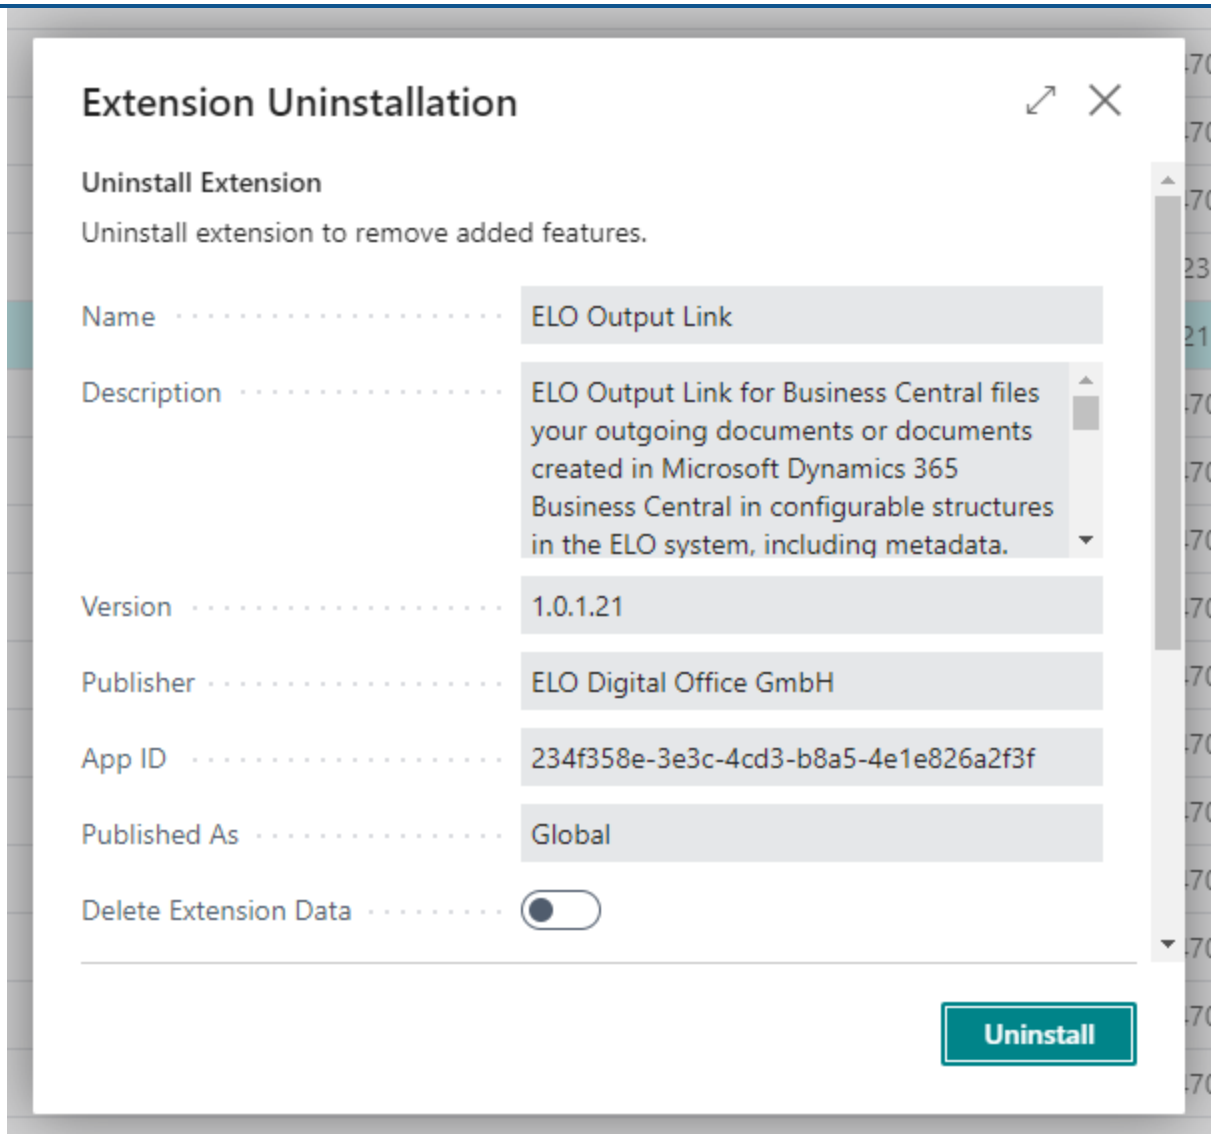 Extension Uninstallation
Uninstall Extension
Uninstall extension to remove added features.
Name
ELO Output Link
Description
ELO Output Link for Business Central files
your outgoing documents or documents
created in Microsoft Dynamics 365
Business Central in configurable structures
in the ELO system, including metadata.
Version
1.0.1.21
Publisher
ELO Digital Office GmbH
App ID
234f358e-3e3c-4cd3-b8a5-4e1e826a2f3f
Published As
Global
Delete Extension Data
Uninstall